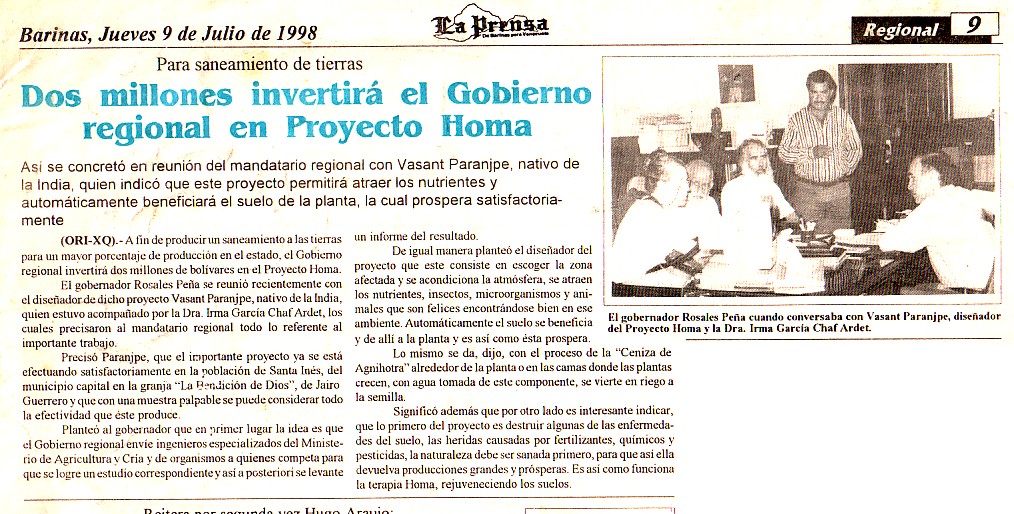 Barinas, Jueves 9 de Julio de 1998
La Prensa
De Barinas para Venezuela
Regional 9
Para saneamiento de tierras
Dos millones invertirá el Gobierno
regional en Proyecto Homa
Así se concretó en reunión del mandatario regional con Vasant Paranjpe, nativo de
la India, quien indicó que este proyecto permitirá atraer los nutrientes y
automáticamente beneficiará el suelo de la planta, la cual prospera satisfactoria-
mente
(ORI-XQ).- A fin de producir un saneamiento a las tierras
para un mayor porcentaje de producción en el estado, el Gobierno
regional invertirá dos millones de bolívares en el Proyecto Homa.
El gobernador Rosales Peña se reunió recientemente con
el diseñador de dicho proyecto Vasant Paranjpe, nativo de la India,
quien estuvo acompañado por la Dra. Irma García Chaf Ardet, los
cuales precisaron al mandatario regional todo lo referente al
importante trabajo.
Precisó Paranjpe, que el importante proyecto ya se está
efectuando satisfactoriamente en la población de Santa Inés, del
municipio capital en la granja "La Bendición de Dios", de Jairo
Guerrero y que con una muestra palpable se puede considerar todo
la efectividad que éste produce.
Planteó al gobernador que en primer lugar la idea es que
el Gobierno regional envíe ingenieros especializados del Ministe-
rio de Agricultura y Cria y de organismos a quienes competa para
que se logre un estudio correspondiente y así a posteriori se levante
un informe del resultado.
De igual manera planteó el diseñador del
proyecto que este consiste en escoger la zona
afectada y se acondiciona la atmósfera, se atraen
los nutrientes, insectos, microorganismos y ani-
males que son felices encontrándose bien en ese
ambiente. Automáticamente el suelo se beneficia
y de allí a la planta y es así como ésta prospera.
Lo mismo se da, dijo, con el proceso de la "Ceniza de
Agnihotra" alrededor de la planta o en las camas donde las plantas
crecen, con agua tomada de este componente, se vierte en riego a
la semilla.
Significó además que por otro lado es interesante indicar,
que lo primero del proyecto es destruir algunas de las enfermeda-
des del suelo, las heridas causadas por fertilizantes, químicos y
pesticidas, la naturaleza debe ser sanada primero, para que así ella
devuelva producciones grandes y prósperas. Es así como funciona
la terapia Homa, rejuveneciendo los suelos.
El gobernador Rosales Peña cuando conversaba con Vasant Paranjpe, diseñador
del Proyecto Homa y la Dra. Irma García Chaf Ardet.
Reitera por segunda vez Hugo Araujo: